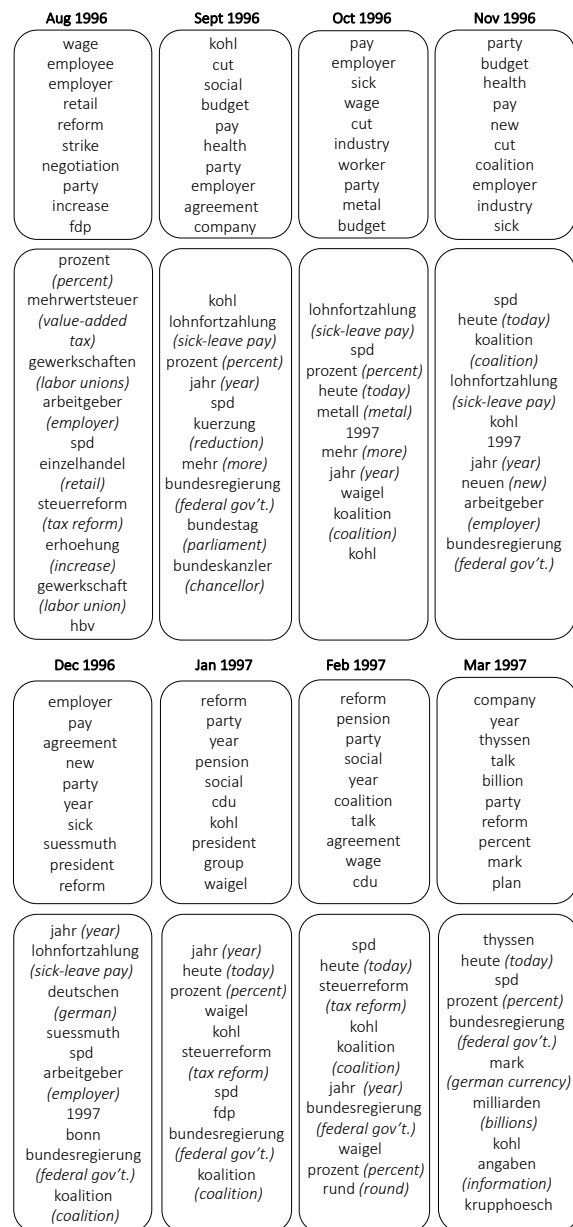 Aug 1996
wage
employee
employer
retail
reform
strike
negotiation
party
increase
fdp
Sept 1996
kohl
cut
social
budget
pay
health
party
employer
agreement
company
Oct 1996
pay
employer
sick
wage
cut
industry
worker
party
metal
budget
Nov 1996
party
budget
health
pay
new
cut
coalition
employer
industry
sick
prozent
(percent)
mehrwertsteuer
(value-added
tax)
gewerkschaften
(labor unions)
arbeitgeber
(employer)
spd
einzelhandel
(retail)
steuerreform
(tax reform)
erhoehung
(increase)
gewerkschaft
(labor union)
hbv
kohl
lohnfortzahlung
(sick-leave pay)
prozent (percent)
jahr (year)
spd
kuerzung
(reduction)
mehr (more)
bundesregierung
(federal gov't.)
bundestag
(parliament)
bundeskanzler
(chancellor)
lohnfortzahlung
(sick-leave pay)
spd
prozent (percent)
heute (today)
metall (metal)
1997
mehr (more)
jahr (year)
waigel
koalition
(coalition)
kohl
spd
heute (today)
koalition
(coalition)
lohnfortzahlung
(sick-leave pay)
kohl
1997
jahr (year)
neuen (new)
arbeitgeber
(employer)
bundesregierung
(federal gov't.)
Dec 1996
employer
pay
agreement
new
party
year
sick
suessmuth
president
reform
Jan 1997
reform
party
year
pension
social
cdu
kohl
president
group
waigel
Feb 1997
reform
pension
party
social
year
coalition
talk
agreement
wage
cdu
Mar 1997
company
year
thyssen
talk
billion
party
reform
percent
mark
plan
jahr (year)
lohnfortzahlung
(sick-leave pay)
deutschen
(german)
suessmuth
spd
arbeitgeber
(employer)
1997
bonn
bundesregierung
(federal gov't.)
koalition
(coalition)
jahr (year)
heute (today)
prozent (percent)
waigel
kohl
steuerreform
(tax reform)
spd
fdp
bundesregierung
(federal gov't.)
koalition
(coalition)
spd
heute (today)
steuerreform
(tax reform)
kohl
koalition
(coalition)
jahr (year)
bundesregierung
(federal gov't.)
waigel
prozent (percent)
rund (round)
thyssen
heute (today)
spd
prozent (percent)
bundesregierung
(federal gov't.)
mark
(german currency)
milliarden
(billions)
kohl
angaben
(information)
krupphoesch